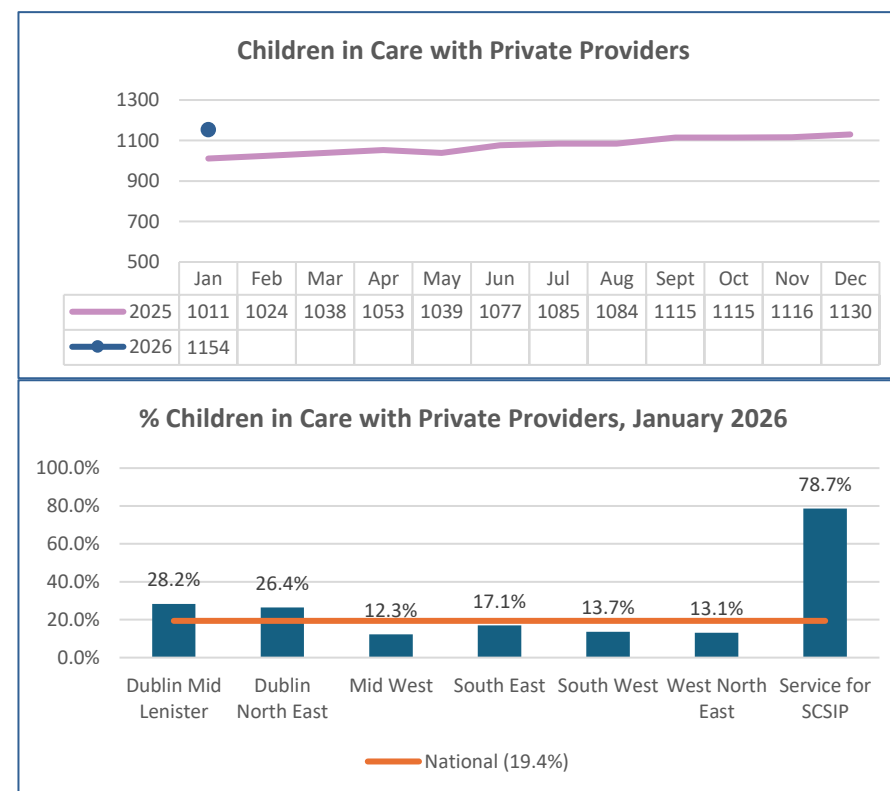 Children in Care with Private Providers
1300
1100
900
700
500
Jan Feb Mar Apr May Jun Jul Aug Sept Oct Nov Dec
2025 1011 1024 1038 1053 1039 1077 1085 1084 1115 1115 1116 1130
2026 1154
% Children in Care with Private Providers, January 2026
100.0%
80.0%
60.0%
40.0%
20.0%
0.0%
28.2% 26.4% 12.3% 17.1% 13.7% 13.1% 78.7%
Dublin Mid Dublin Mid West South East South West West North Service for
Lenister North East East SCSIP
National (19.4%)